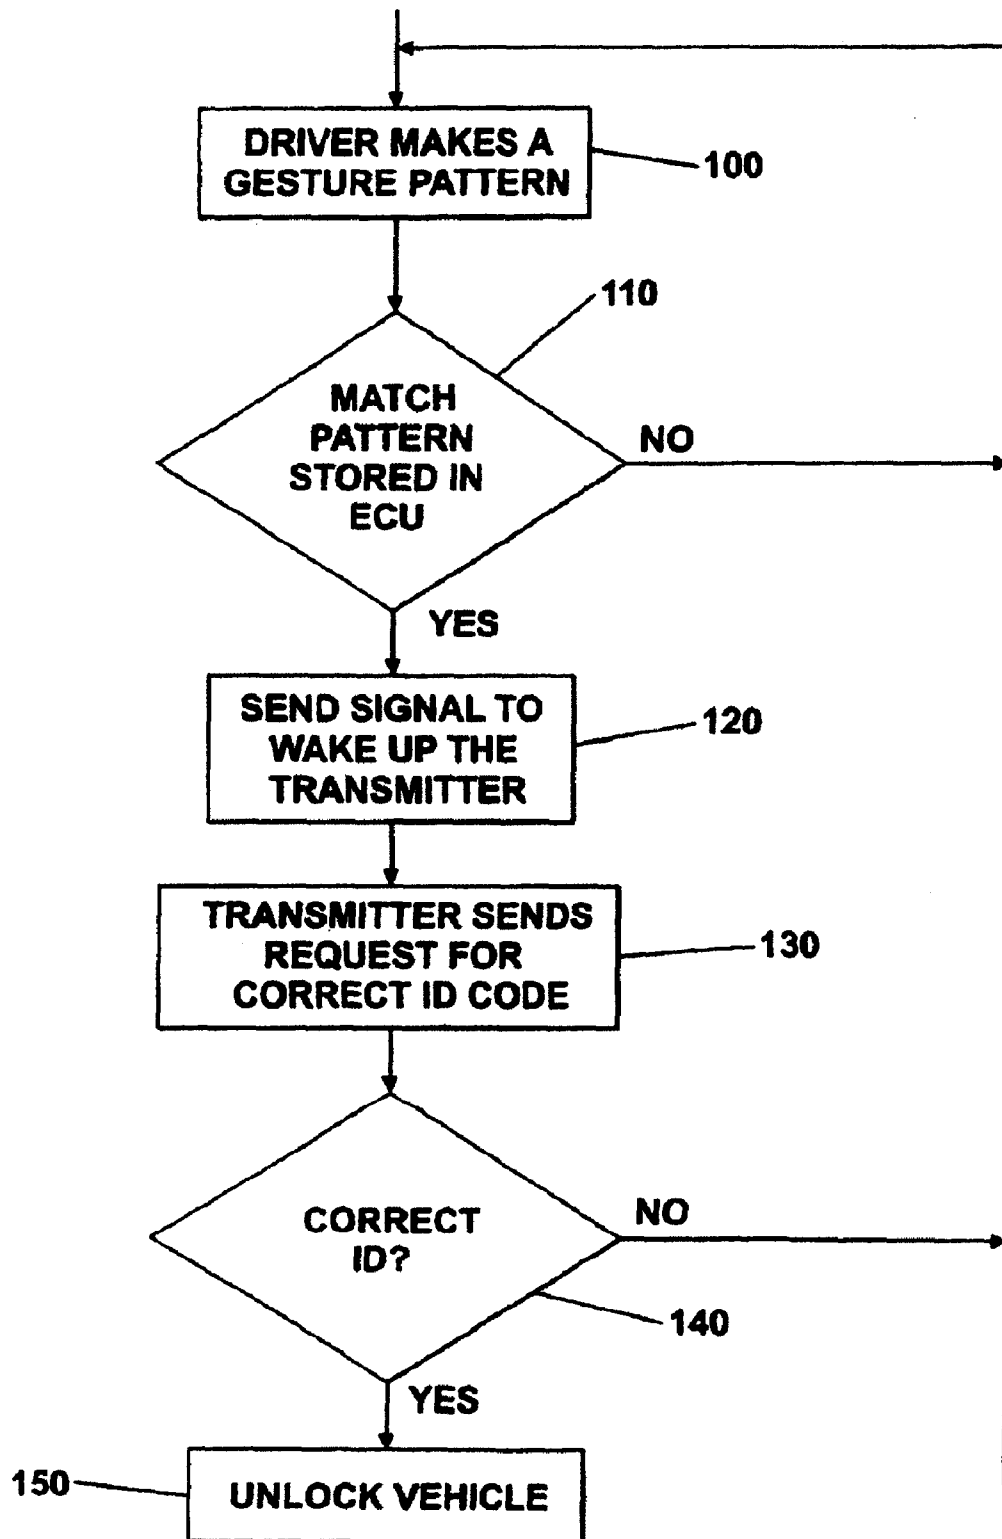 DRIVER MAKES A
GESTURE PATTERN
100
110
MATCH
PATTERN
STORED IN
ECU
NO
YES
SEND SIGNAL TO
WAKE UP THE
TRANSMITTER
120
TRANSMITTER SENDS
REQUEST FOR
CORRECT ID CODE
130
CORRECT
ID?
NO
140
YES
150
UNLOCK VEHICLE